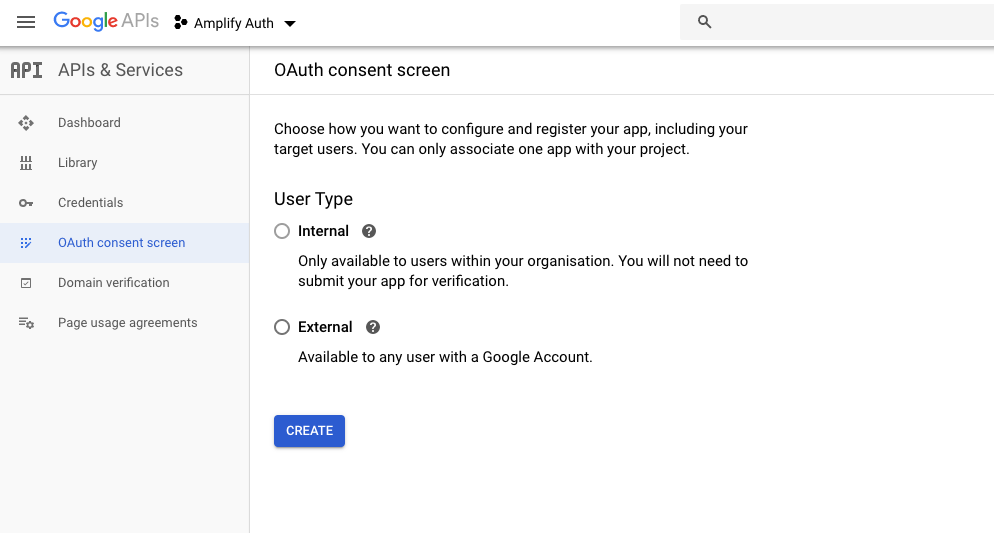 Google APIs
Amplify Auth
API APIs & Services
OAuth consent screen
Dashboard
Library
Credentials
OAuth consent screen
Domain verification
Page usage agreements
Choose how you want to configure and register your app, including your
target users. You can only associate one app with your project.
User Type
Internal
Only available to users within your organisation. You will not need to
submit your app for verification.
External
Available to any user with a Google Account.
CREATE